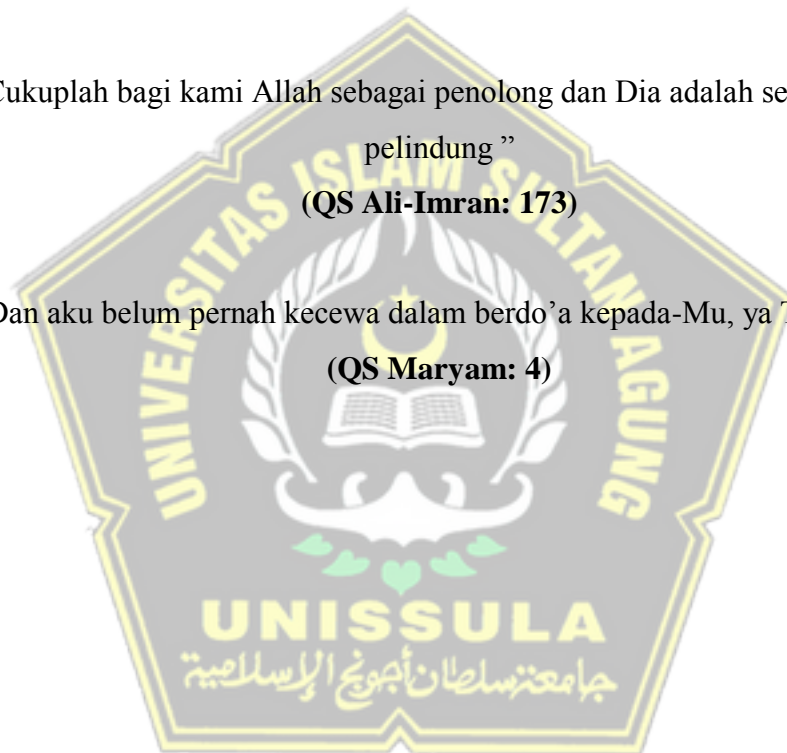 Cukuplah bagi kami Allah sebagai penolong dan Dia adalah se
pelindung ”
(QS Ali-Imran: 173)
Dan aku belum pernah kecewa dalam berdo’a kepada-Mu, ya T
(QS Maryam: 4)
UNIVERSITAS ISLAM SULTAN AGUNG
UNISSULA
جامعة سلطان أجونج الإسلامية